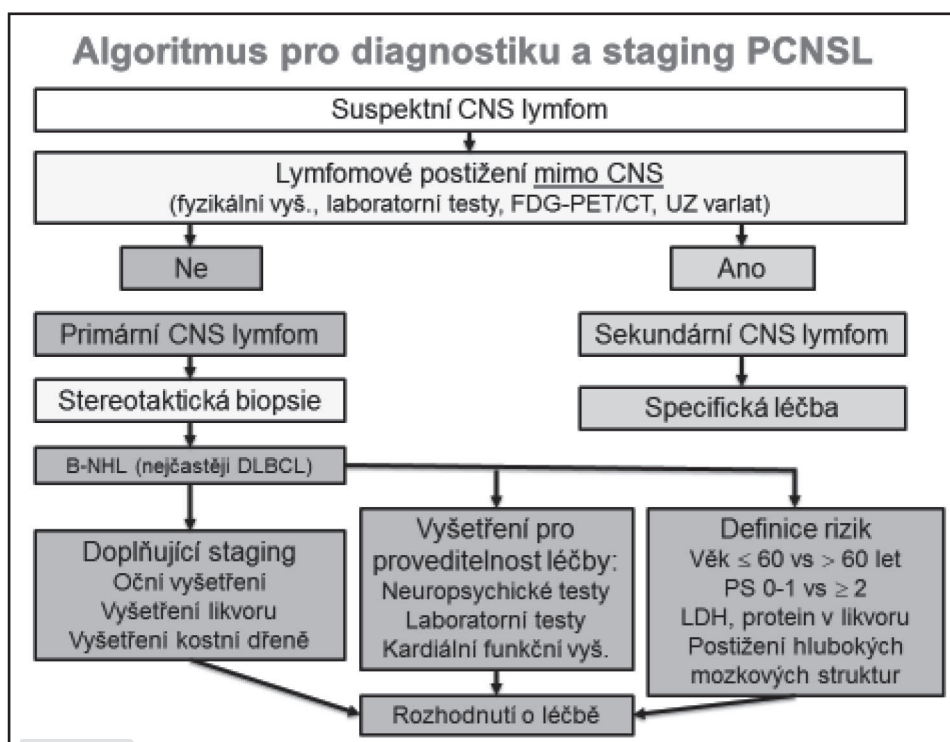 Algoritmus pro diagnostiku a staging PCNSL
Suspektní CNS lymfom
Lymfomové postižení mimo CNS
(fyzikální vyš., laboratorní testy, FDG-PET/CT, UZ varlat)
Ne
Ano
Primární CNS lymfom
Sekundární CNS lymfom
Stereotaktická biopsie
Specifická léčba
B-NHL (nejčastěji DLBCL)
Doplňující staging
Oční vyšetření
Vyšetření likvoru
Vyšetření kostní dřeně
Vyšetření pro
proveditelnost léčby:
Neuropsychické testy
Laboratorní testy
Kardiální funkční vyš.
Definice rizik
Věk ≤ 60 vs > 60 let
PS 0-1 vs ≥ 2
LDH, protein v likvoru
Postižení hlubokých
mozkových struktur
Rozhodnutí o léčbě